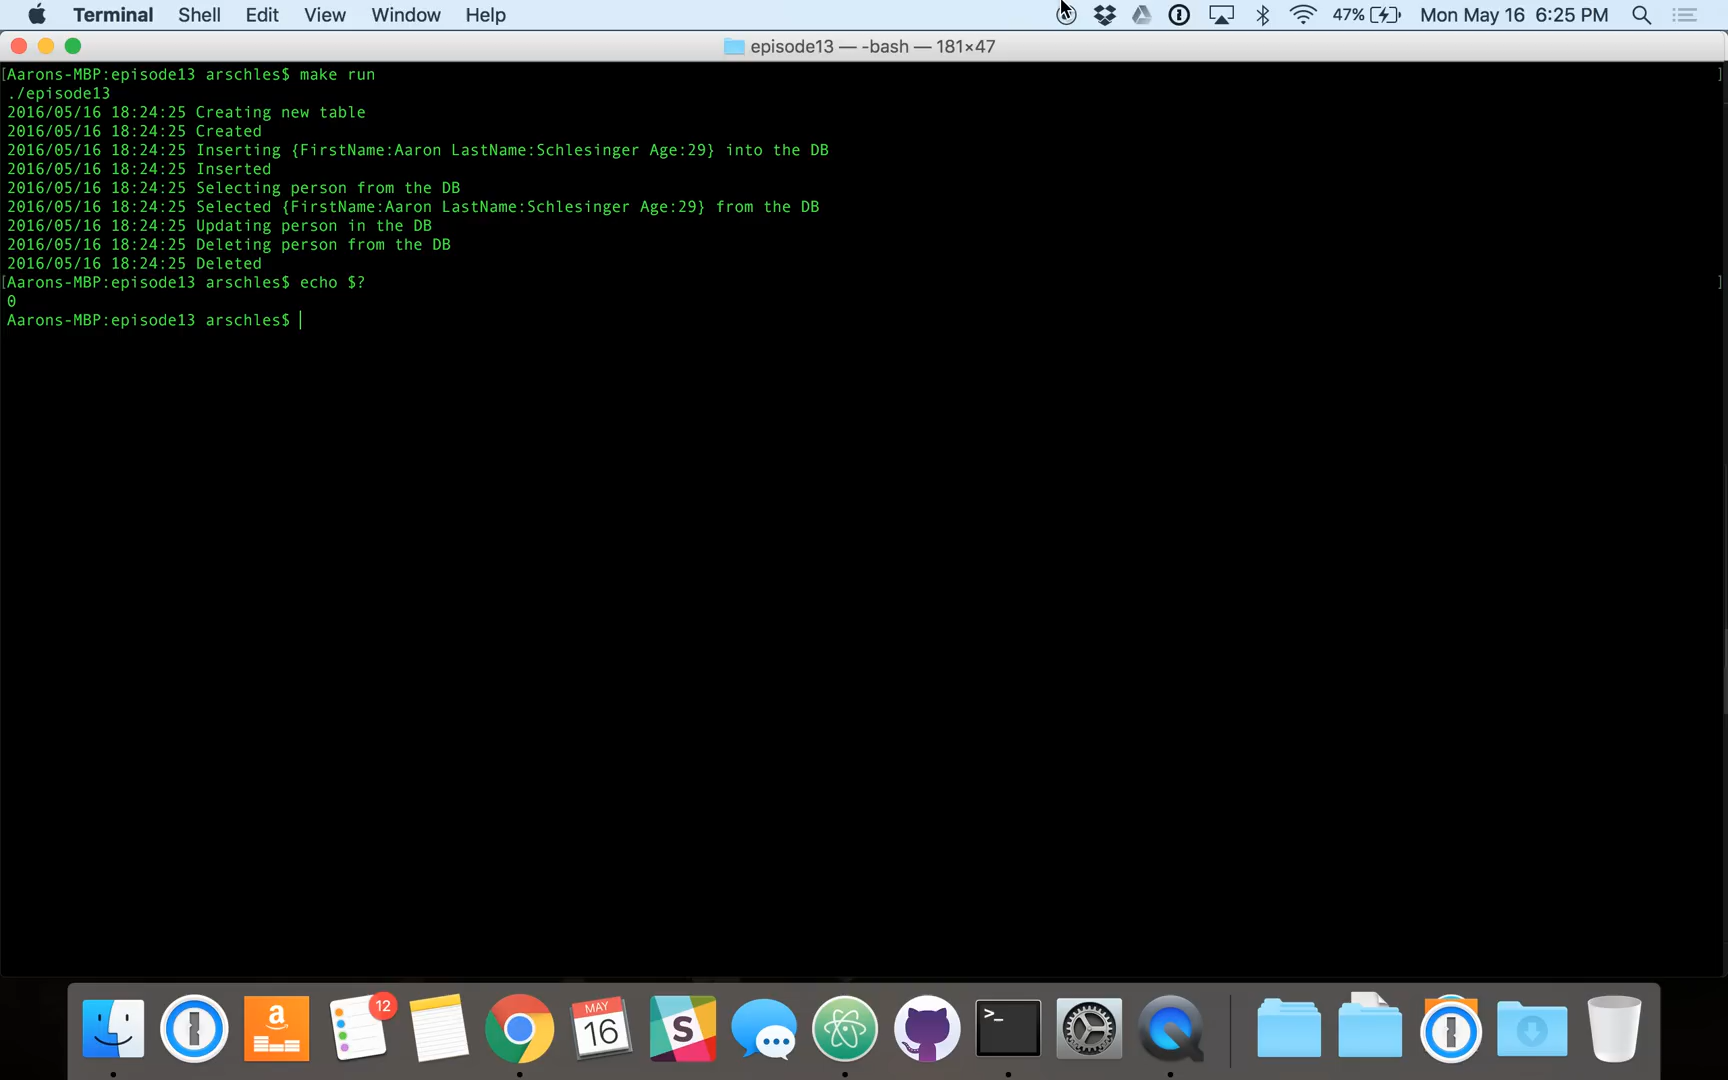 Terminal Shell Edit View Window Help 47% Mon May 16 6:25 PM
episode13 — -bash — 181×47
[Aarons-MBP:episode13 arschles$ make run ]
./episode13
2016/05/16 18:24:25 Creating new table
2016/05/16 18:24:25 Created
2016/05/16 18:24:25 Inserting {FirstName:Aaron LastName:Schlesinger Age:29} into the DB
2016/05/16 18:24:25 Inserted
2016/05/16 18:24:25 Selecting person from the DB
2016/05/16 18:24:25 Selected {FirstName:Aaron LastName:Schlesinger Age:29} from the DB
2016/05/16 18:24:25 Updating person in the DB
2016/05/16 18:24:25 Deleting person from the DB
2016/05/16 18:24:25 Deleted
[Aarons-MBP:episode13 arschles$ echo $? ]
0
Aarons-MBP:episode13 arschles$
12
MAY
16
a
S
>_